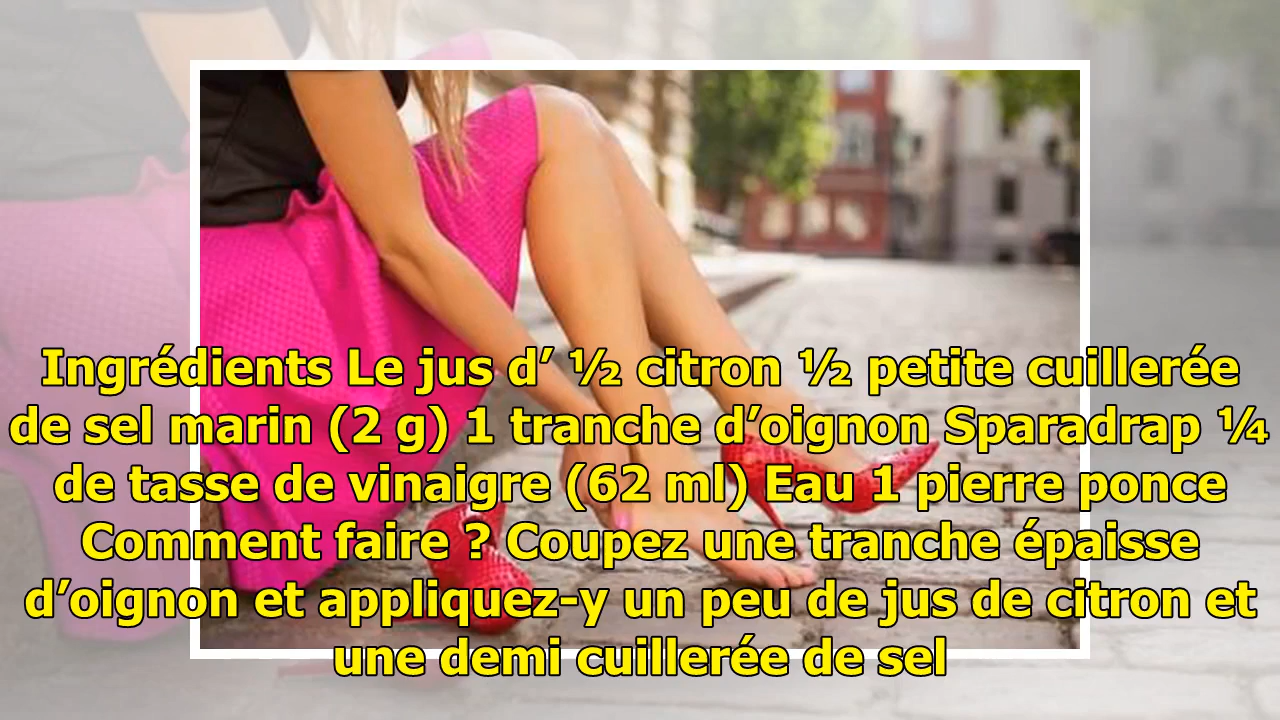 Ingrédients Le jus d’ ½ citron ½ petite cuillerée
de sel marin (2 g) 1 tranche d’oignon Sparadrap ¼
de tasse de vinaigre (62 ml) Eau 1 pierre ponce
Comment faire ? Coupez une tranche épaisse
d’oignon et appliquez-y un peu de jus de citron et
une demi cuillerée de sel